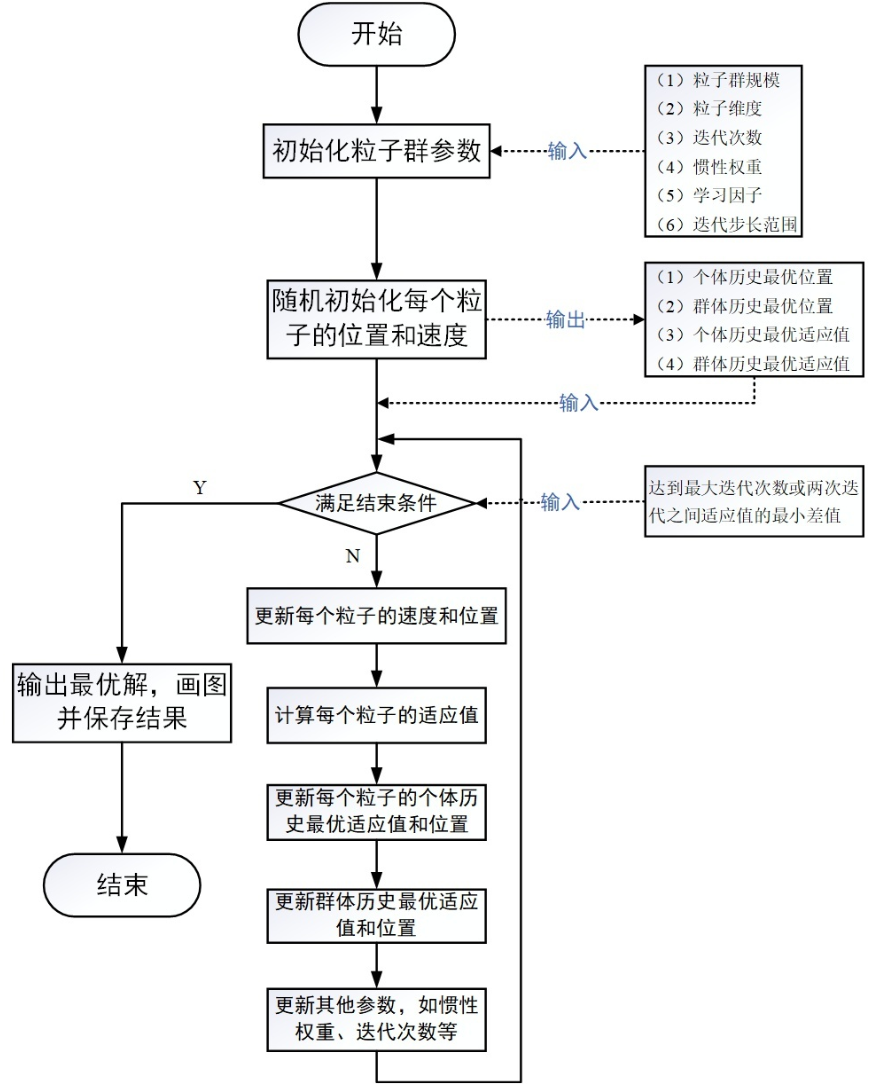 开始
初始化粒子群参数
输入
（1）粒子群规模
（2）粒子维度
（3）迭代次数
（4）惯性权重
（5）学习因子
（6）迭代步长范围
随机初始化每个粒
子的位置和速度
输出
（1）个体历史最优位置
（2）群体历史最优位置
（3）个体历史最优适应值
（4）群体历史最优适应值
输入
Y
满足结束条件
输入
达到最大迭代次数或两次迭
代之间适应值的最小差值
N
更新每个粒子的速度和位置
输出最优解，画图
并保存结果
计算每个粒子的适应值
更新每个粒子的个体历
史最优适应值和位置
结束
更新群体历史最优适应
值和位置
更新其他参数，如惯性
权重、迭代次数等